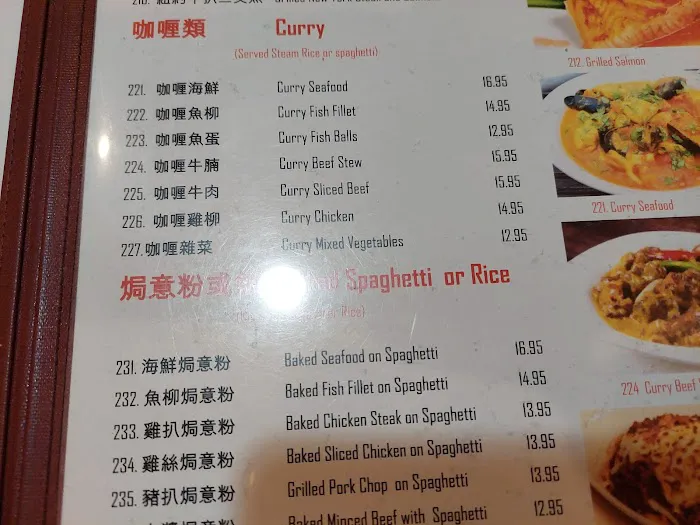 咖喱類 Curry
(Served Steam Rice or spaghetti)
221. 咖喱海鮮 Curry Seafood 16.95
222. 咖喱魚柳 Curry Fish Fillet 14.95
223. 咖喱魚蛋 Curry Fish Balls 12.95
224. 咖喱牛腩 Curry Beef Stew 15.95
225. 咖喱牛肉 Curry Sliced Beef 15.95
226. 咖喱雞柳 Curry Chicken 14.95
227. 咖喱雜菜 Curry Mixed Vegetables 12.95
焗意粉或 Spaghetti or Rice
Rice)
231. 海鮮焗意粉 Baked Seafood on Spaghetti 16.95
232. 魚柳焗意粉 Baked Fish Fillet on Spaghetti 14.95
233. 雞扒焗意粉 Baked Chicken Steak on Spaghetti 13.95
234. 雞絲焗意粉 Baked Sliced Chicken on Spaghetti 13.95
235. 豬扒焗意粉 Grilled Pork Chop on Spaghetti 13.95
Baked Minced Beef with Spaghetti 12.95
212. Grilled Salmon
221. Curry Seafood
224 Curry Beef